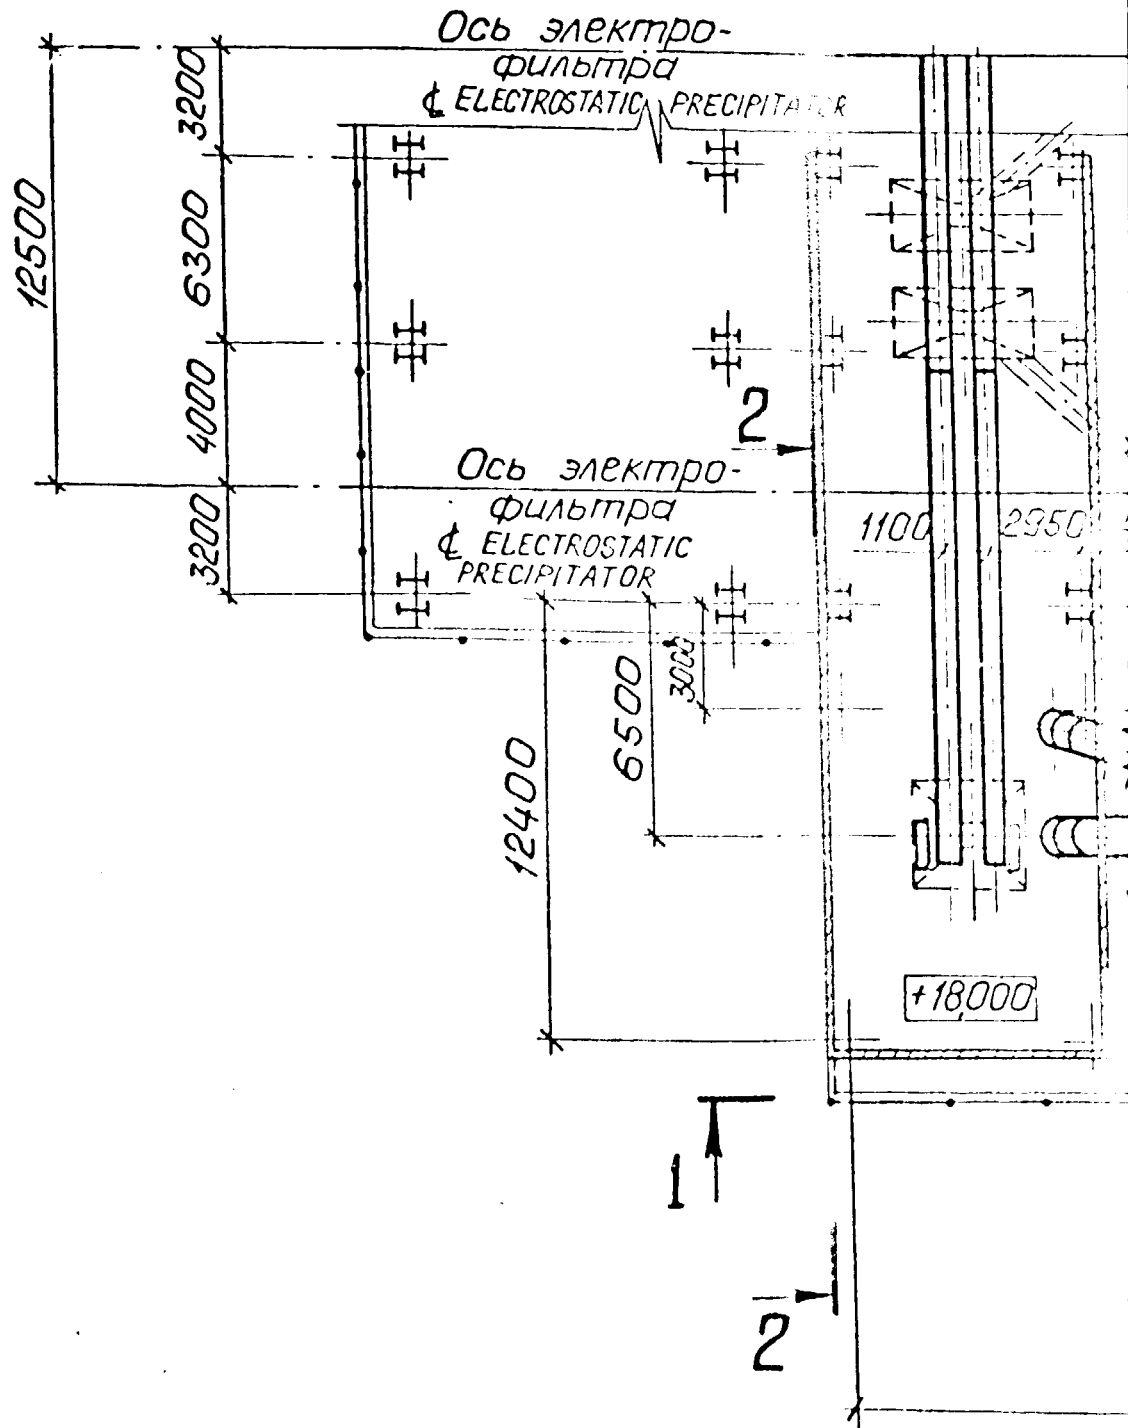 Ось электро-
фильтра
℄ ELECTROSTATIC PRECIPITATOR
3200
12500
6300
4000
2
Ось электро-
фильтра
℄ ELECTROSTATIC
PRECIPITATOR
1100
2950
3200
3000
6500
12400
+18,000
1
2